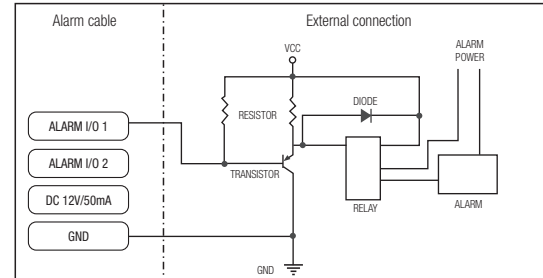 Alarm cable
External connection
VCC
ALARM
POWER
DIODE
RESISTOR
ALARM I/O 1
ALARM I/O 2
TRANSISTOR
DC 12V/50mA
RELAY
ALARM
GND
GND